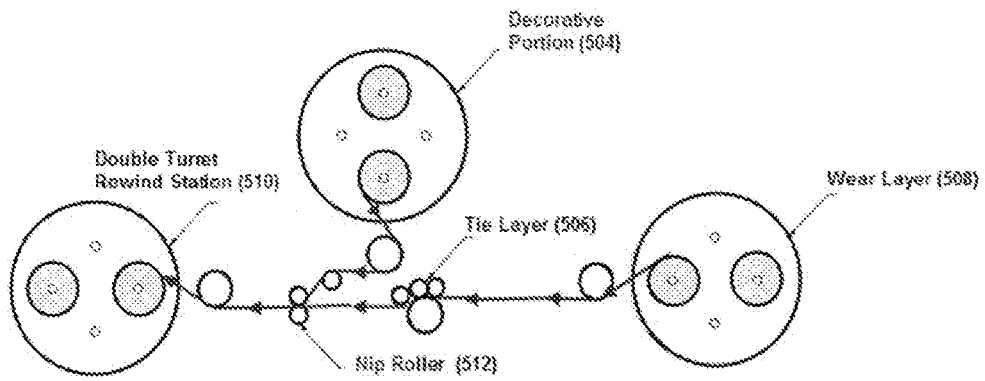 Decorative
Portion (504)
Double Turret
Rewind Station (510)
Wear Layer (508)
Tie Layer (506)
Nip Roller (512)